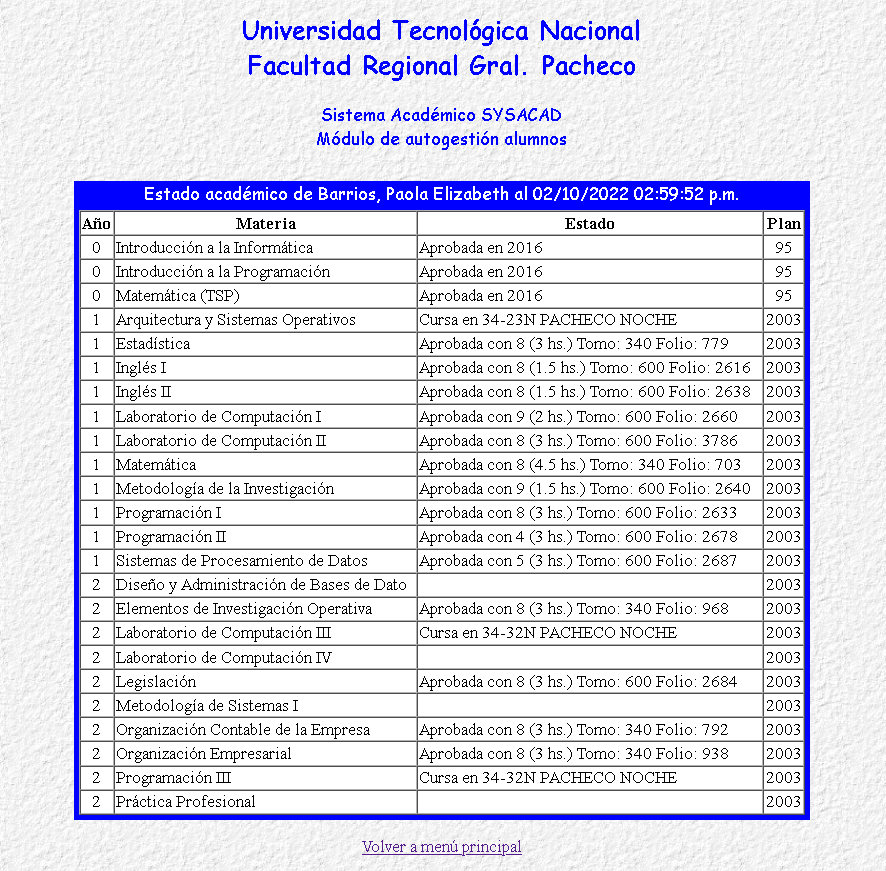 Universidad Tecnológica Nacional
Facultad Regional Gral. Pacheco
Sistema Académico SYSACAD
Módulo de autogestión alumnos
Estado académico de Barrios, Paola Elizabeth al 02/10/2022 02:59:52 p.m.
Año Materia Estado Plan
0 Introducción a la Informática Aprobada en 2016 95
0 Introducción a la Programación Aprobada en 2016 95
0 Matemática (TSP) Aprobada en 2016 95
1 Arquitectura y Sistemas Operativos Cursa en 34-23N PACHECO NOCHE 2003
1 Estadística Aprobada con 8 (3 hs.) Tomo: 340 Folio: 779 2003
1 Inglés I Aprobada con 8 (1.5 hs.) Tomo: 600 Folio: 2616 2003
1 Inglés II Aprobada con 8 (1.5 hs.) Tomo: 600 Folio: 2638 2003
1 Laboratorio de Computación I Aprobada con 9 (2 hs.) Tomo: 600 Folio: 2660 2003
1 Laboratorio de Computación II Aprobada con 8 (3 hs.) Tomo: 600 Folio: 3786 2003
1 Matemática Aprobada con 8 (4.5 hs.) Tomo: 340 Folio: 703 2003
1 Metodología de la Investigación Aprobada con 9 (1.5 hs.) Tomo: 600 Folio: 2640 2003
1 Programación I Aprobada con 8 (3 hs.) Tomo: 600 Folio: 2633 2003
1 Programación II Aprobada con 4 (3 hs.) Tomo: 600 Folio: 2678 2003
1 Sistemas de Procesamiento de Datos Aprobada con 5 (3 hs.) Tomo: 600 Folio: 2687 2003
2 Diseño y Administración de Bases de Dato 2003
2 Elementos de Investigación Operativa Aprobada con 8 (3 hs.) Tomo: 340 Folio: 968 2003
2 Laboratorio de Computación III Cursa en 34-32N PACHECO NOCHE 2003
2 Laboratorio de Computación IV 2003
2 Legislación Aprobada con 8 (3 hs.) Tomo: 600 Folio: 2684 2003
2 Metodología de Sistemas I 2003
2 Organización Contable de la Empresa Aprobada con 8 (3 hs.) Tomo: 340 Folio: 792 2003
2 Organización Empresarial Aprobada con 8 (3 hs.) Tomo: 340 Folio: 938 2003
2 Programación III Cursa en 34-32N PACHECO NOCHE 2003
2 Práctica Profesional 2003
Volver a menú principal